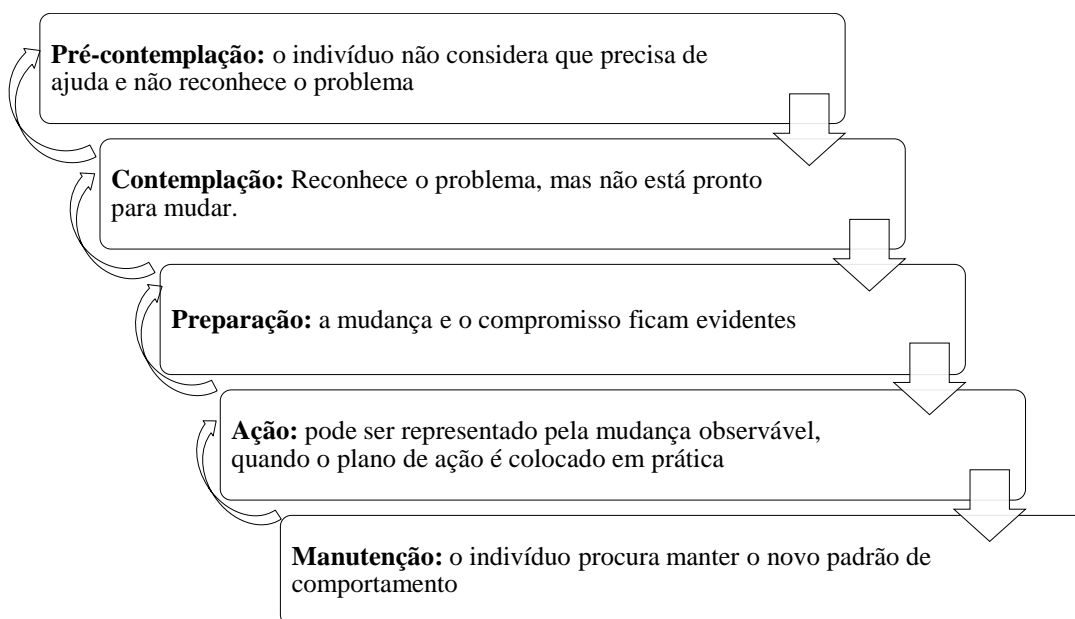 Pré-contemplação: o indivíduo não considera que precisa de
ajuda e não reconhece o problema
Contemplação: Reconhece o problema, mas não está pronto
para mudar.
Preparação: a mudança e o compromisso ficam evidentes
Ação: pode ser representado pela mudança observável,
quando o plano de ação é colocado em prática
Manutenção: o indivíduo procura manter o novo padrão de
comportamento